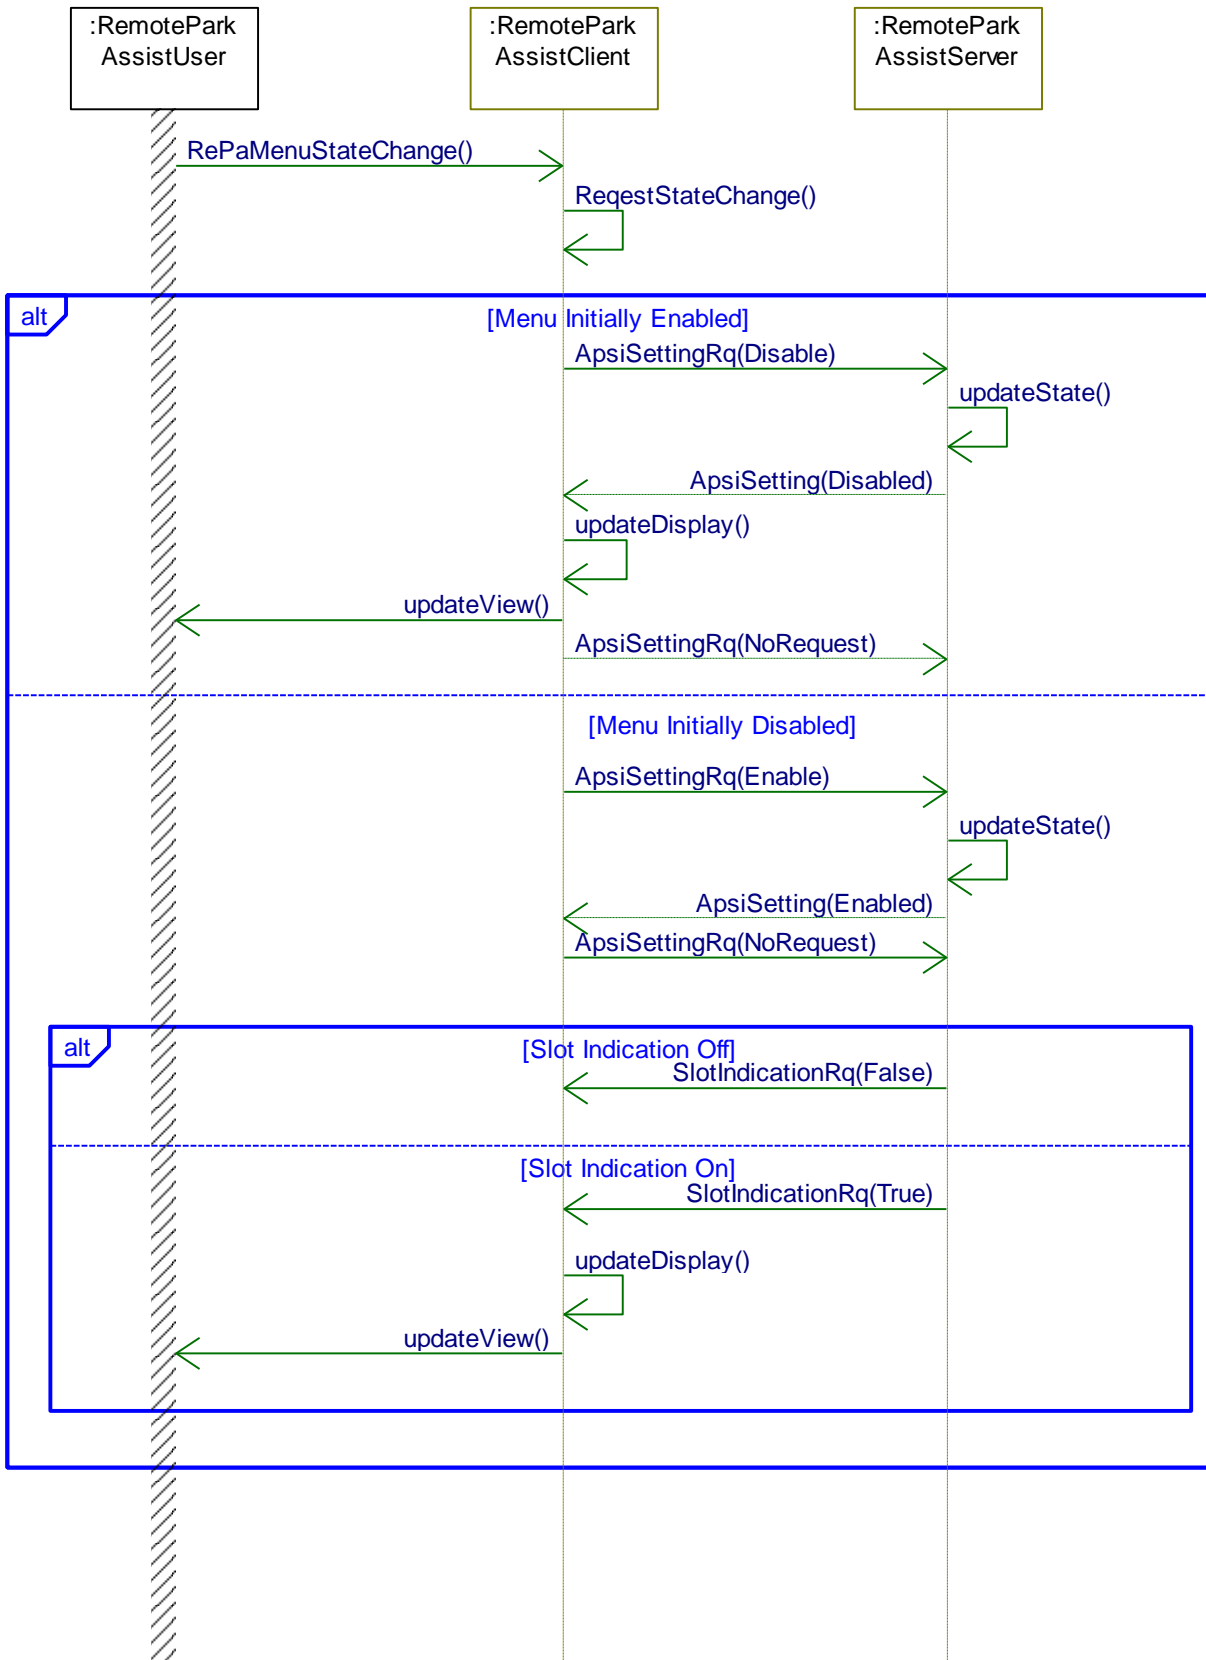 :RemotePark
AssistUser
:RemotePark
AssistClient
:RemotePark
AssistServer
RePaMenuStateChange()
ReqestStateChange()
alt
[Menu Initially Enabled]
ApsiSettingRq(Disable)
updateState()
ApsiSetting(Disabled)
updateDisplay()
updateView()
ApsiSettingRq(NoRequest)
[Menu Initially Disabled]
ApsiSettingRq(Enable)
updateState()
ApsiSetting(Enabled)
ApsiSettingRq(NoRequest)
alt
[Slot Indication Off]
SlotIndicationRq(False)
[Slot Indication On]
SlotIndicationRq(True)
updateDisplay()
updateView()